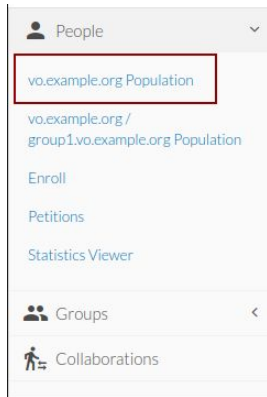 People
vo.example.org Population
vo.example.org /
group1.vo.example.org Population
Enroll
Petitions
Statistics Viewer
Groups
Collaborations